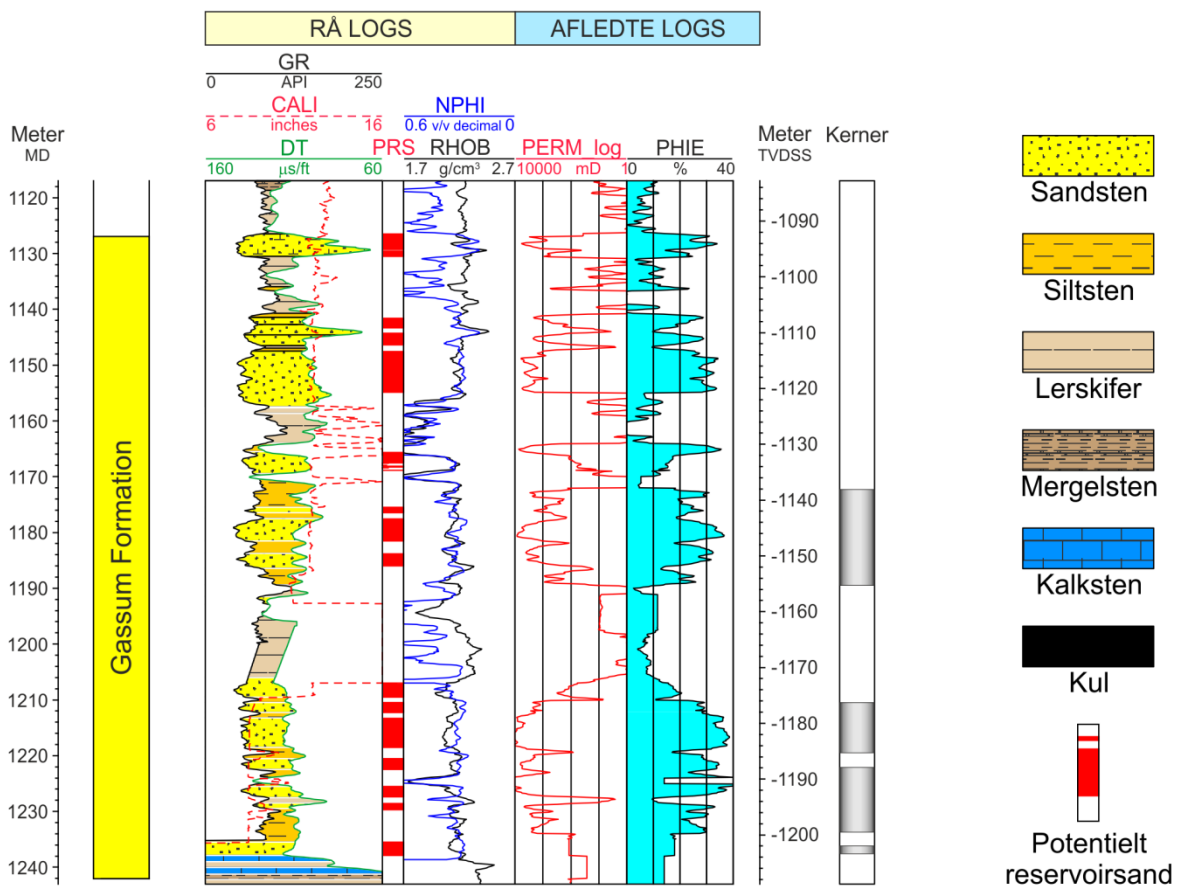 RÅ LOGS
AFLEDTE LOGS
GR
0 API 250
CALI
6 inches 16
DT
160 µs/ft 60
PRS
NPHI
0.6 v/v decimal 0
RHOB
1.7 g/cm³ 2.7
PERM_log
10000 mD 1
PHIE
0 % 40
Meter
MD
Meter
TVDSS
Kerner
1120
1130
1140
1150
1160
1170
1180
1190
1200
1210
1220
1230
1240
Gassum Formation
-1090
-1100
-1110
-1120
-1130
-1140
-1150
-1160
-1170
-1180
-1190
-1200
Sandsten
Siltsten
Lerskifer
Mergelsten
Kalksten
Kul
Potentielt
reservoirsand